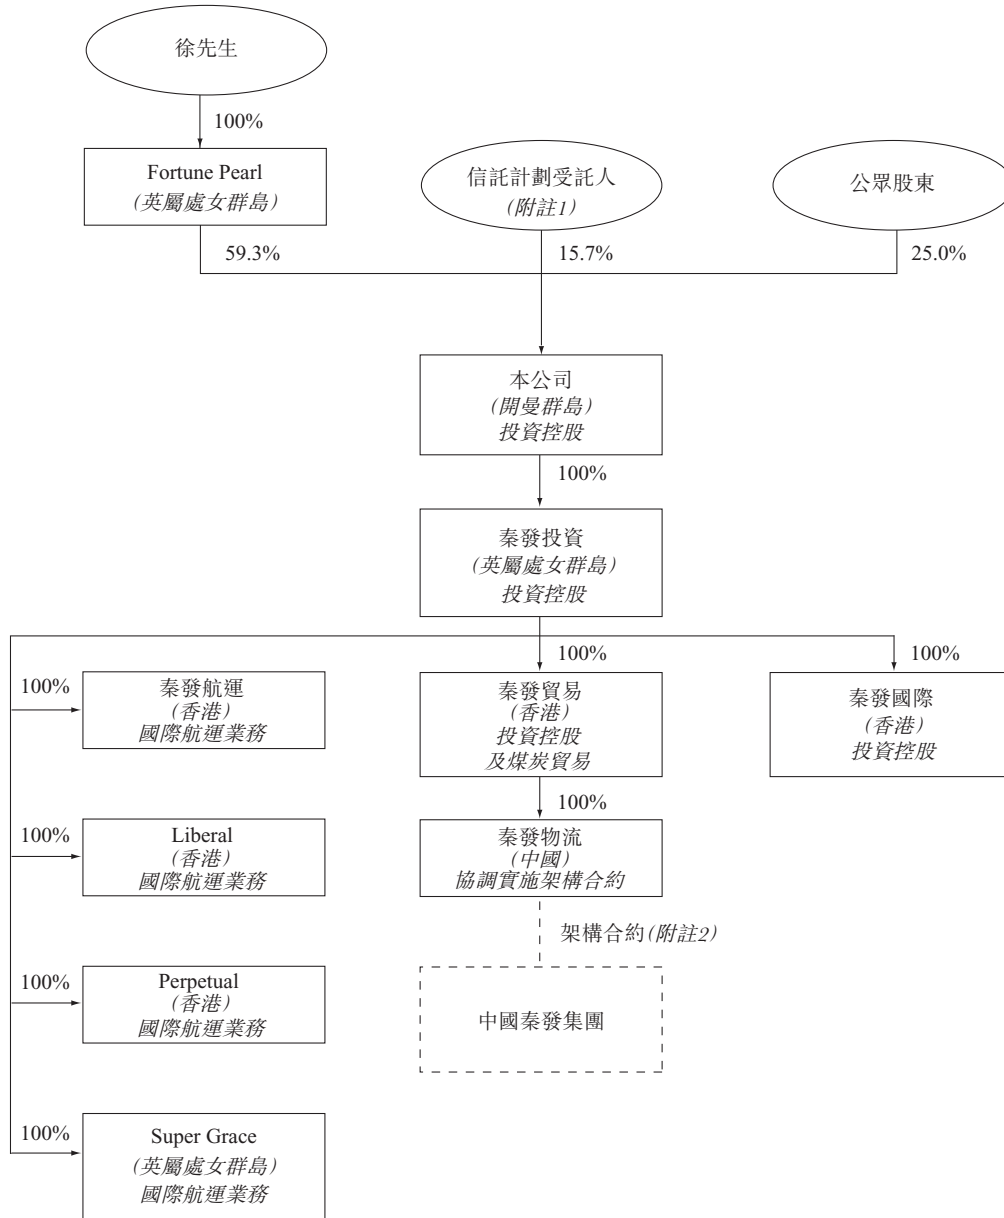 徐先生
100%
Fortune Pearl
(英屬處女群島)
信託計劃受託人
(附註1)
公眾股東
59.3%
15.7%
25.0%
本公司
(開曼群島)
投資控股
100%
秦發投資
(英屬處女群島)
投資控股
100%
100%
100%
秦發航運
(香港)
國際航運業務
秦發貿易
(香港)
投資控股
及煤炭貿易
秦發國際
(香港)
投資控股
100%
100%
Liberal
(香港)
國際航運業務
秦發物流
(中國)
協調實施架構合約
架構合約(附註2)
100%
Perpetual
(香港)
國際航運業務
中國秦發集團
100%
Super Grace
(英屬處女群島)
國際航運業務